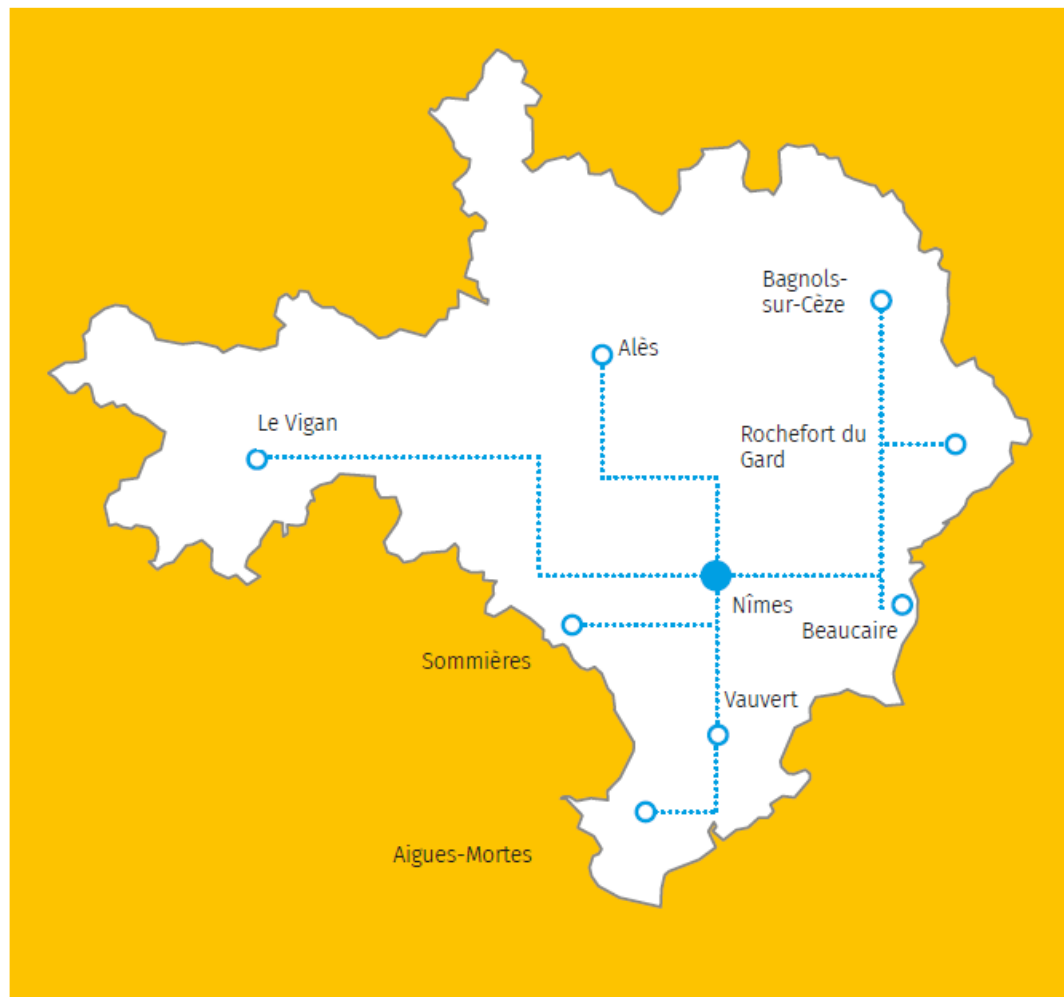 Bagnols-
sur-Cèze
Alès
Le Vigan
Rochefort du
Gard
Nîmes
Beaucaire
Sommières
Vauvert
Aigues-Mortes